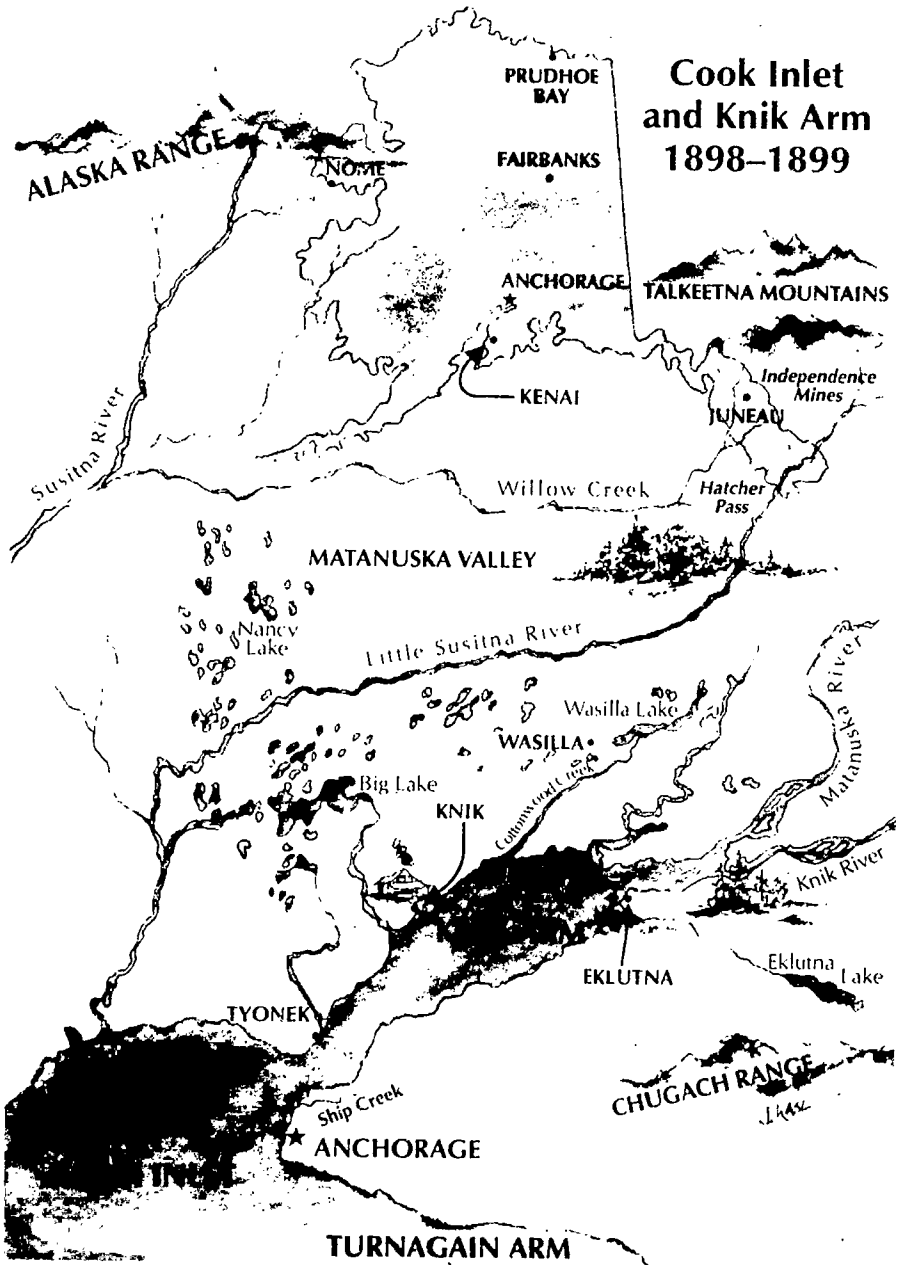 Cook Inlet
and Knik Arm
1898–1899
PRUDHOE
BAY
ALASKA RANGE
NOME
FAIRBANKS
ANCHORAGE
TALKEETNA MOUNTAINS
KENAI
Independence
Mines
JUNEAU
Susitna River
Willow Creek
Hatcher
Pass
MATANUSKA VALLEY
Nancy
Lake
Little Susitna River
Matanuska River
Wasilla Lake
WASILLA
Big Lake
Cottonwood Creek
KNIK
Knik River
EKLUTNA
Eklutna
Lake
TYONEK
CHUGACH RANGE
Ship Creek
ANCHORAGE
INLET
TURNAGAIN ARM